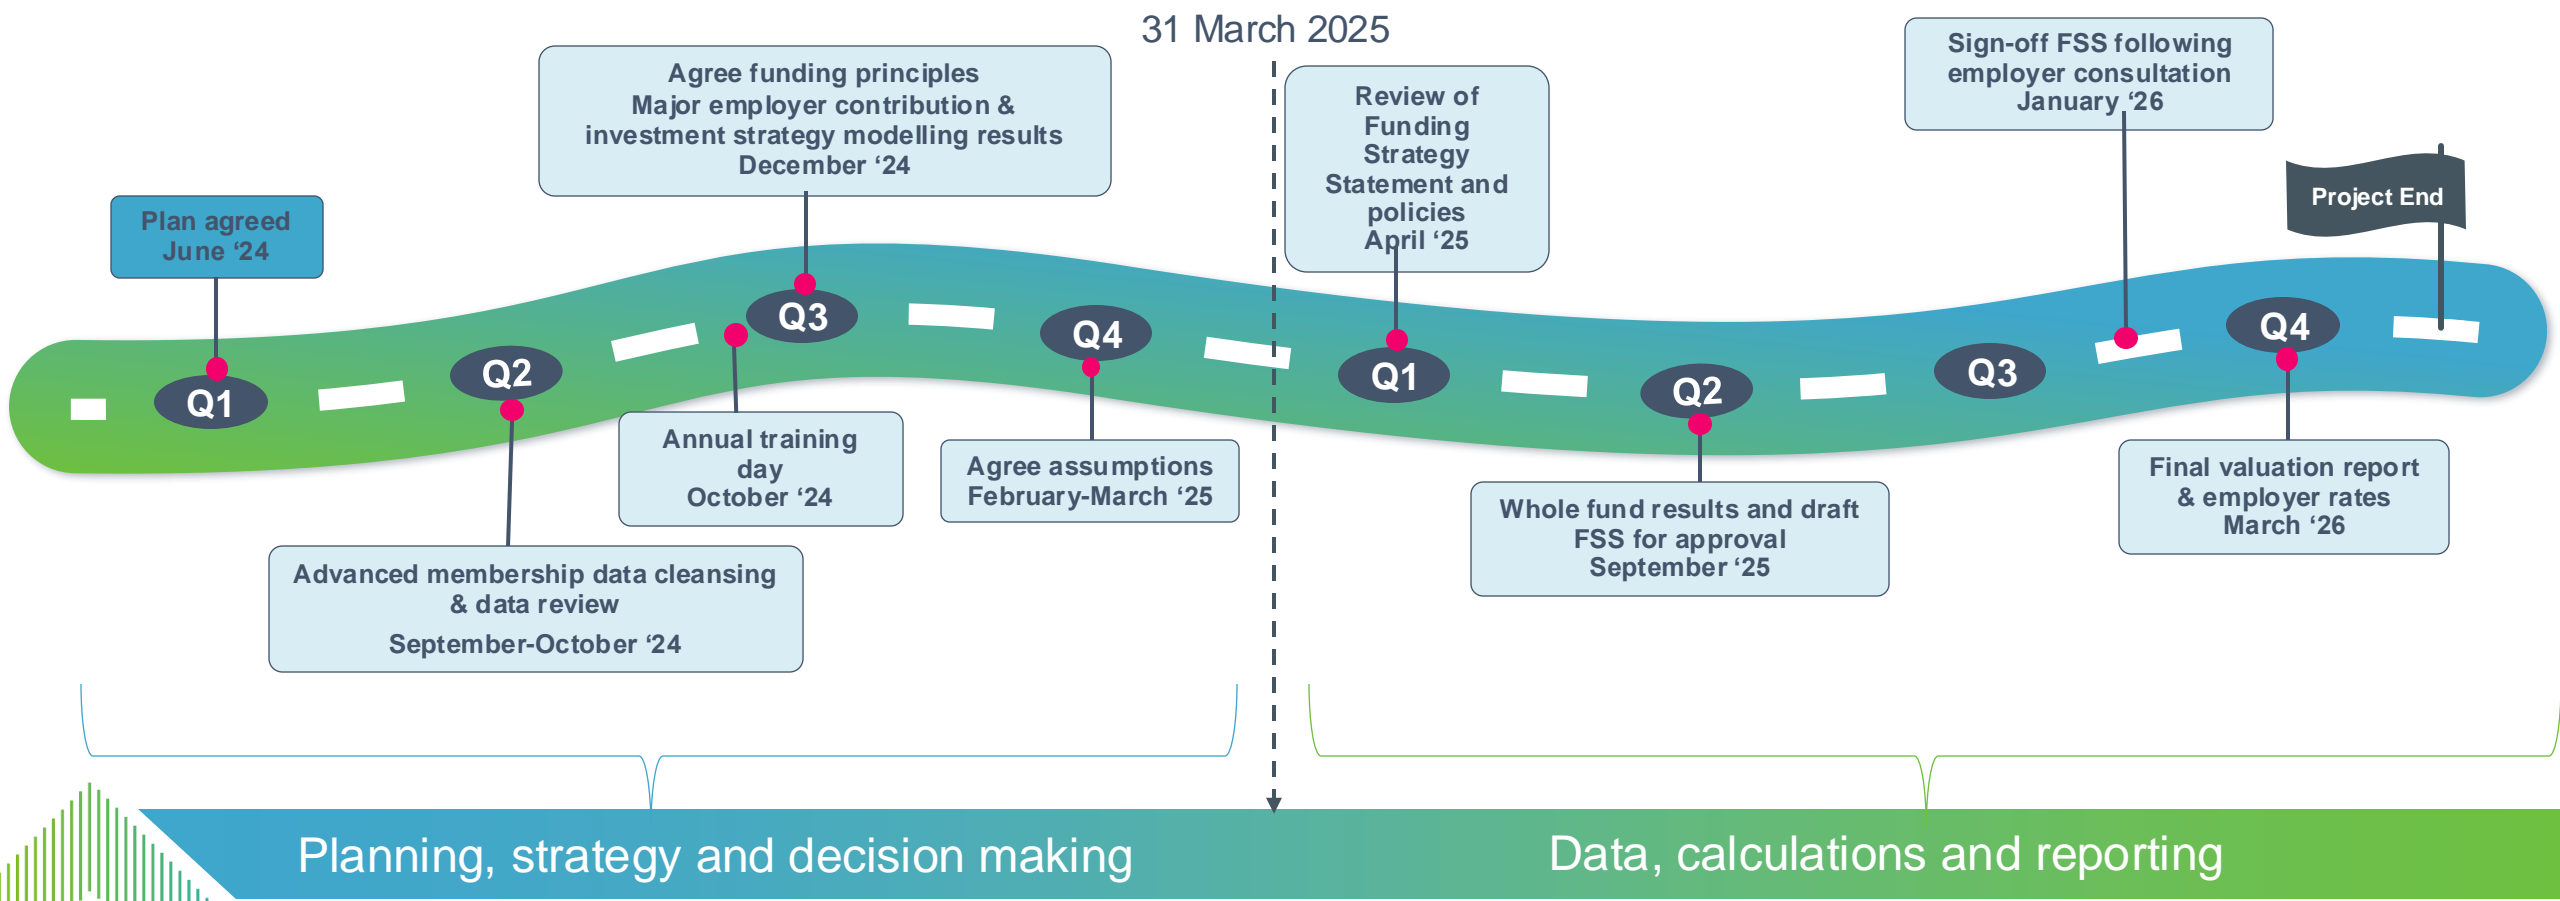 31 March 2025
Plan agreed
June ‘24
Agree funding principles
Major employer contribution &
investment strategy modelling results
December ‘24
Review of
Funding
Strategy
Statement and
policies
April ‘25
Sign-off FSS following
employer consultation
January ‘26
Project End
Q1
Q2
Q3
Q4
Q1
Q2
Q3
Q4
Advanced membership data cleansing
& data review
September-October ‘24
Annual training
day
October ‘24
Agree assumptions
February-March ‘25
Whole fund results and draft
FSS for approval
September ‘25
Final valuation report
& employer rates
March ‘26
Planning, strategy and decision making
Data, calculations and reporting